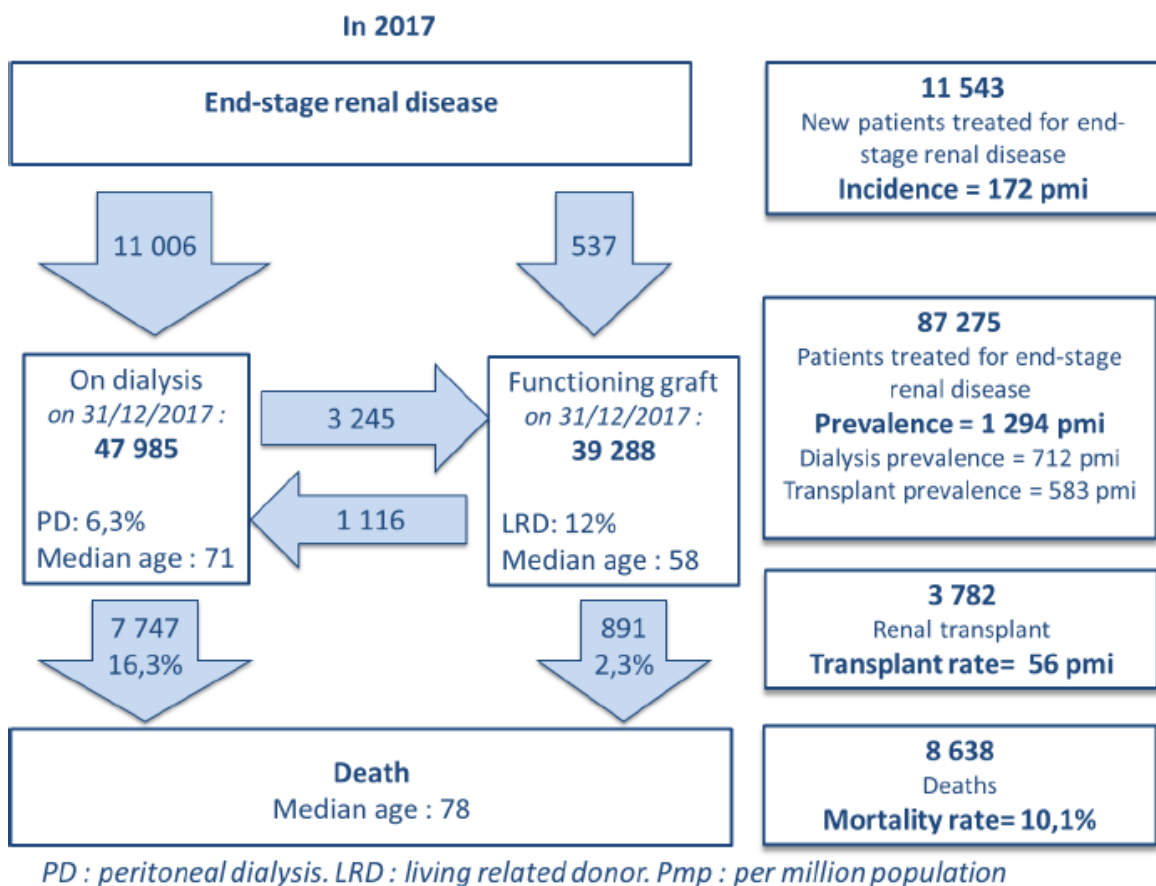 In 2017
End-stage renal disease
11 543
New patients treated for end-
stage renal disease
Incidence = 172 pmi
11 006
537
87 275
Patients treated for end-stage
renal disease
Prevalence = 1 294 pmi
Dialysis prevalence = 712 pmi
Transplant prevalence = 583 pmi
On dialysis
on 31/12/2017 :
47 985
PD: 6,3%
Median age : 71
3 245
1 116
Functioning graft
on 31/12/2017 :
39 288
LRD: 12%
Median age : 58
3 782
Renal transplant
Transplant rate= 56 pmi
7 747
16,3%
891
2,3%
Death
Median age : 78
8 638
Deaths
Mortality rate= 10,1%
PD : peritoneal dialysis. LRD : living related donor. Pmp : per million population